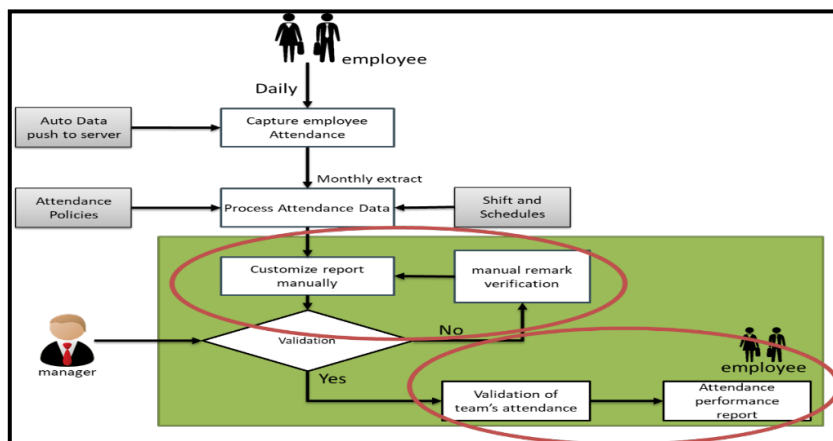 employee
Daily
Auto Data
push to server
Capture employee
Attendance
Monthly extract
Attendance
Policies
Process Attendance Data
Shift and
Schedules
Customize report
manually
manual remark
verification
manager
Validation
No
Yes
employee
Validation of
team's attendance
Attendance
performance
report